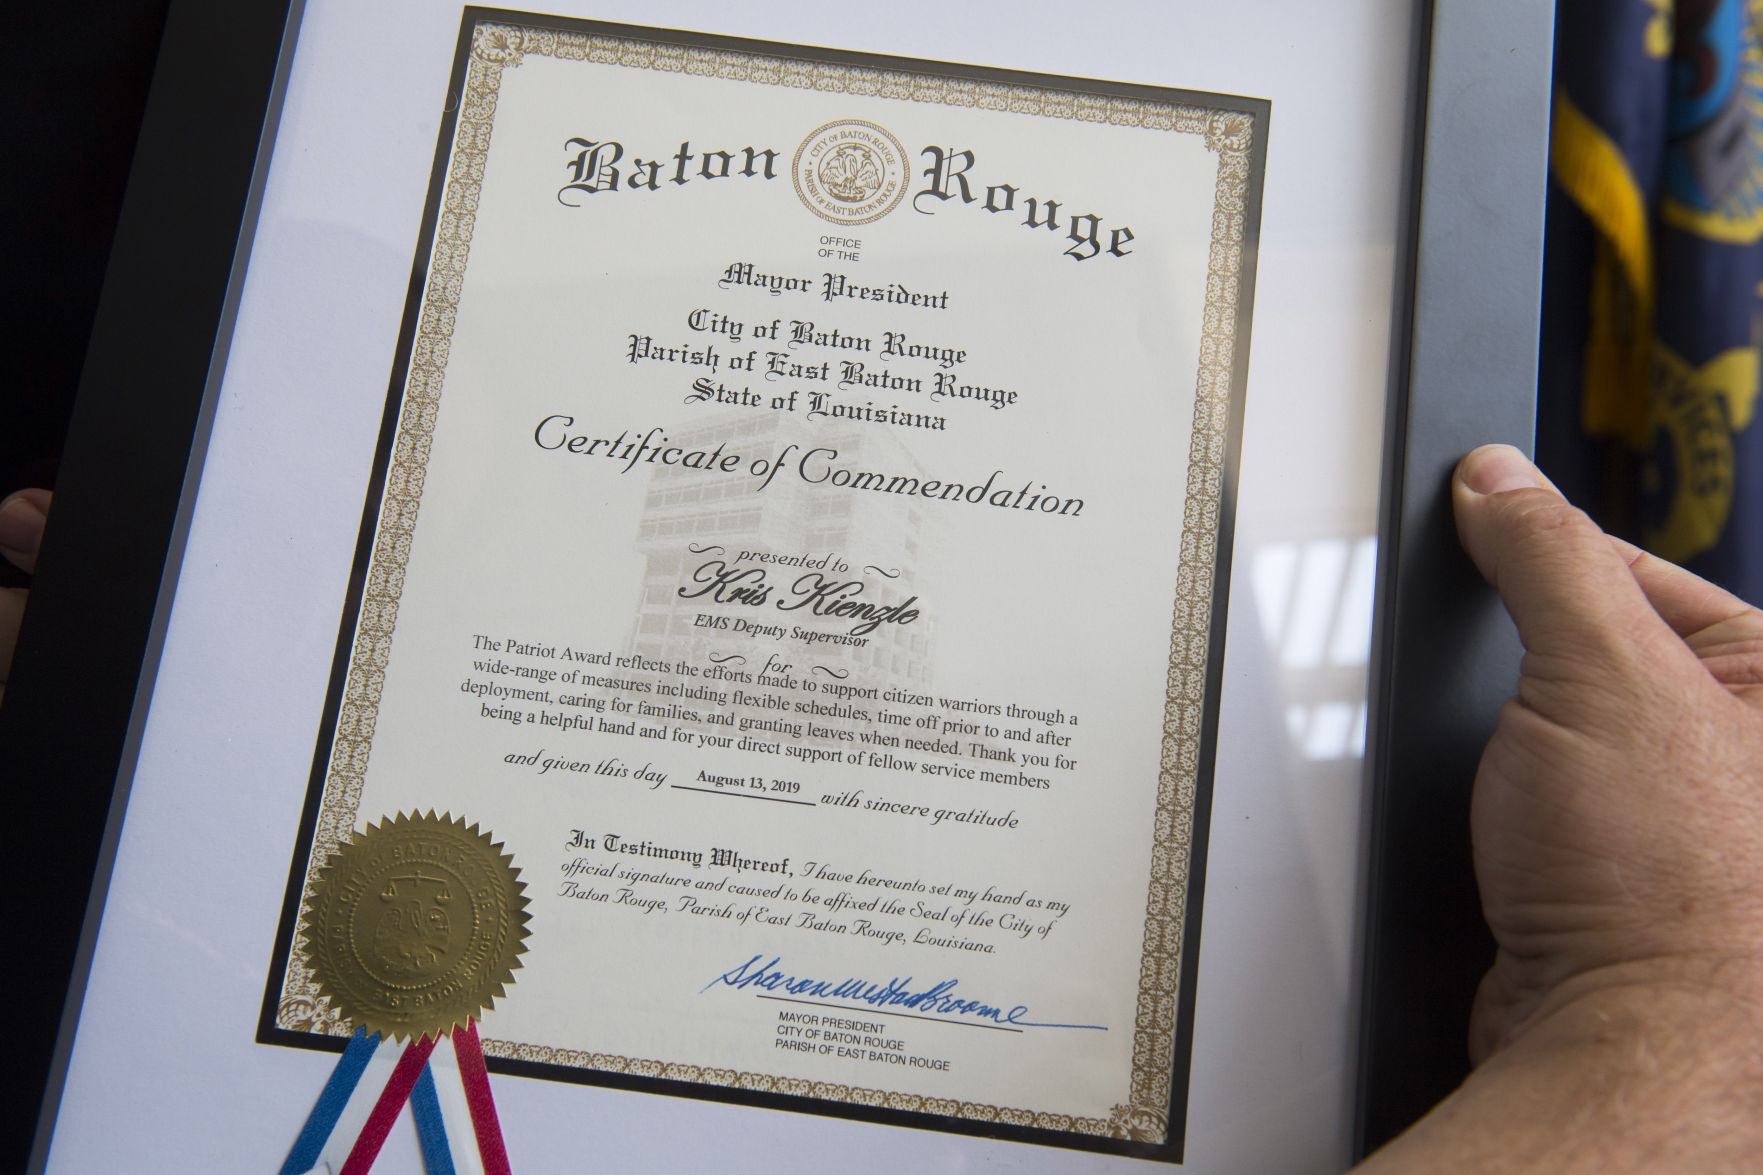 Baton Rouge
CITY OF BATON ROUGE
PARISH OF EAST BATON ROUGE
OFFICE
OF THE
Mayor President
City of Baton Rouge
Parish of East Baton Rouge
State of Louisiana
Certificate of Commendation
presented to
Kris Kienzle
EMS Deputy Supervisor
for
The Patriot Award reflects the efforts made to support citizen warriors through a
wide-range of measures including flexible schedules, time off prior to and after
deployment, caring for families, and granting leaves when needed. Thank you for
being a helpful hand and for your direct support of fellow service members
and given this day August 13, 2019 with sincere gratitude
In Testimony Whereof, I have hereunto set my hand as my
official signature and caused to be affixed the Seal of the City of
Baton Rouge, Parish of East Baton Rouge, Louisiana.
Sharon Weston Broome
MAYOR PRESIDENT
CITY OF BATON ROUGE
PARISH OF EAST BATON ROUGE
CITY OF BATON ROUGE
EAST BATON ROUGE